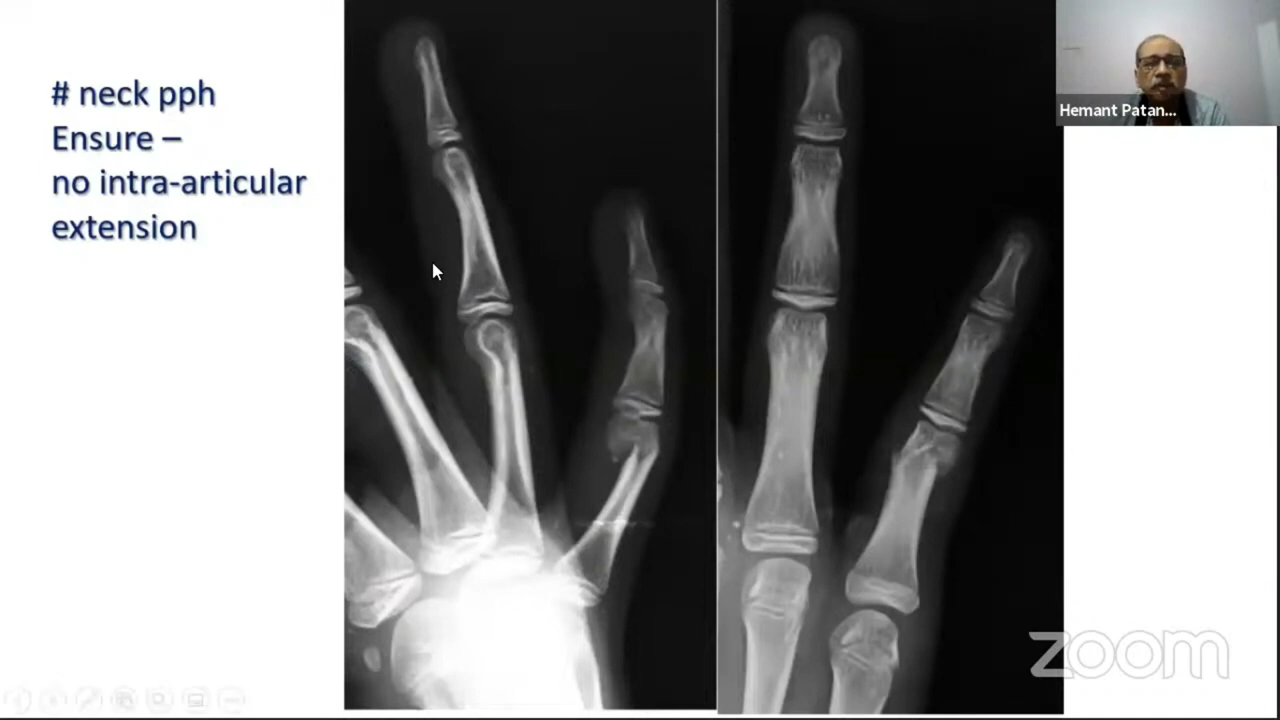 # neck pph
Ensure –
no intra-articular
extension
Hemant Patan...
zoom